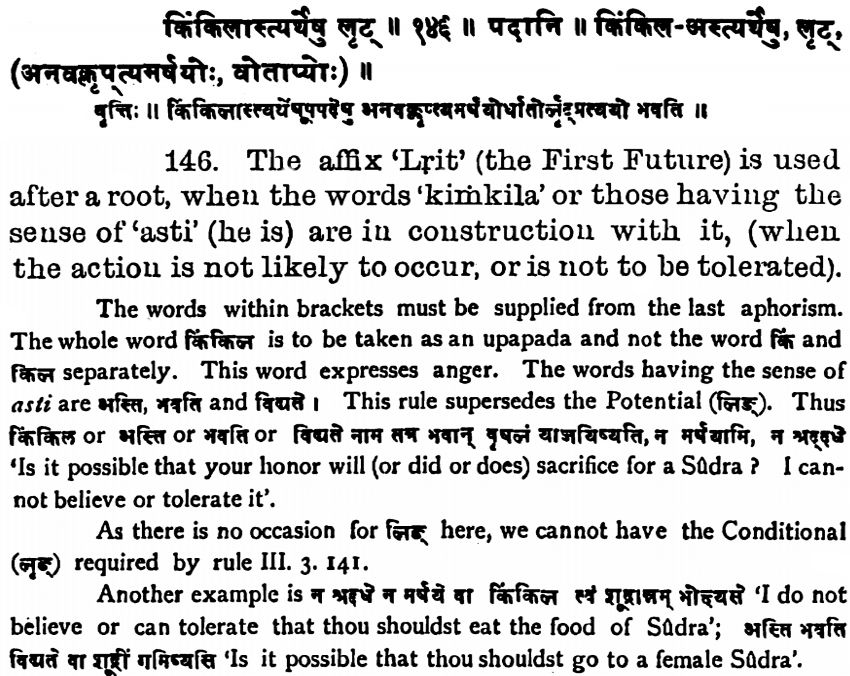 किंकिलास्त्यर्थेषु लृट् ॥ १४६ ॥ पदानि ॥ किंकिल-अस्त्यर्थेषु, लृट्,
(अनवक्लृप्त्यमर्षयोः, वोताप्योः) ॥
वृत्तिः ॥ किंकिलास्त्यर्थेषूपपदेषु अनवक्लृप्त्यमर्षयोर्धातोर्लृट्प्रत्ययो भवति ॥
146. The affix 'Lṛit' (the First Future) is used
after a root, when the words 'kiṁkila' or those having the
sense of 'asti' (he is) are in construction with it, (when
the action is not likely to occur, or is not to be tolerated).
The words within brackets must be supplied from the last aphorism.
The whole word किंकिल is to be taken as an upapada and not the word किं and
किल separately. This word expresses anger. The words having the sense of
asti are अस्ति, भवति and विद्यते। This rule supersedes the Potential (लिङ्). Thus
किंकिल or अस्ति or भवति or विद्यते नाम तत्र भवान् वृषलं याजयिष्यति, न मर्षयामि, न श्रद्दधे
'Is it possible that your honor will (or did or does) sacrifice for a Sûdra ? I can-
not believe or tolerate it'.
As there is no occasion for लिङ् here, we cannot have the Conditional
(लृङ्) required by rule III. 3. 141.
Another example is न श्रद्दधे न मर्षये वा किंकिल त्वं शूद्रान्नम् भोक्ष्यसे 'I do not
believe or can tolerate that thou shouldst eat the food of Sûdra'; अस्ति भवति
विद्यते वा शूद्रीं गमिष्यसि 'Is it possible that thou shouldst go to a female Sûdra'.